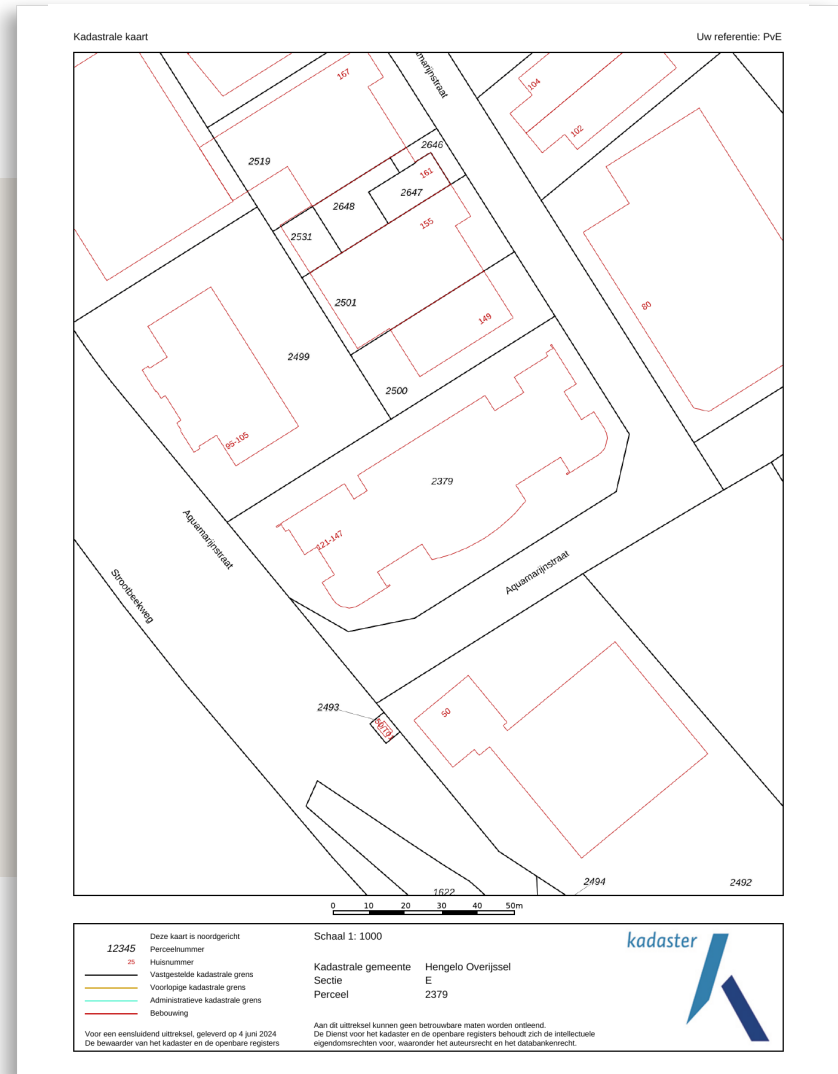 Kadastrale kaart
Uw referentie: PvE
167
104
102
2519
2646
161
2647
2648
155
2531
80
2501
149
2499
2500
95-105
2379
121-147
Aquamarijnstraat
Aquamarijnstraat
Strootbeekweg
2493
50
1622
2494
2492
0 10 20 30 40 50m
Deze kaart is noordgericht
12345 Perceelnummer
25 Huisnummer
Vastgestelde kadastrale grens
Voorlopige kadastrale grens
Administratieve kadastrale grens
Bebouwing
Voor een eensluidend uittreksel, geleverd op 4 juni 2024
De bewaarder van het kadaster en de openbare registers
Schaal 1: 1000
Kadastrale gemeente Hengelo Overijssel
Sectie E
Perceel 2379
Aan dit uittreksel kunnen geen betrouwbare maten worden ontleend.
De Dienst voor het kadaster en de openbare registers behoudt zich de intellectuele
eigendomsrechten voor, waaronder het auteursrecht en het databankenrecht.
kadaster